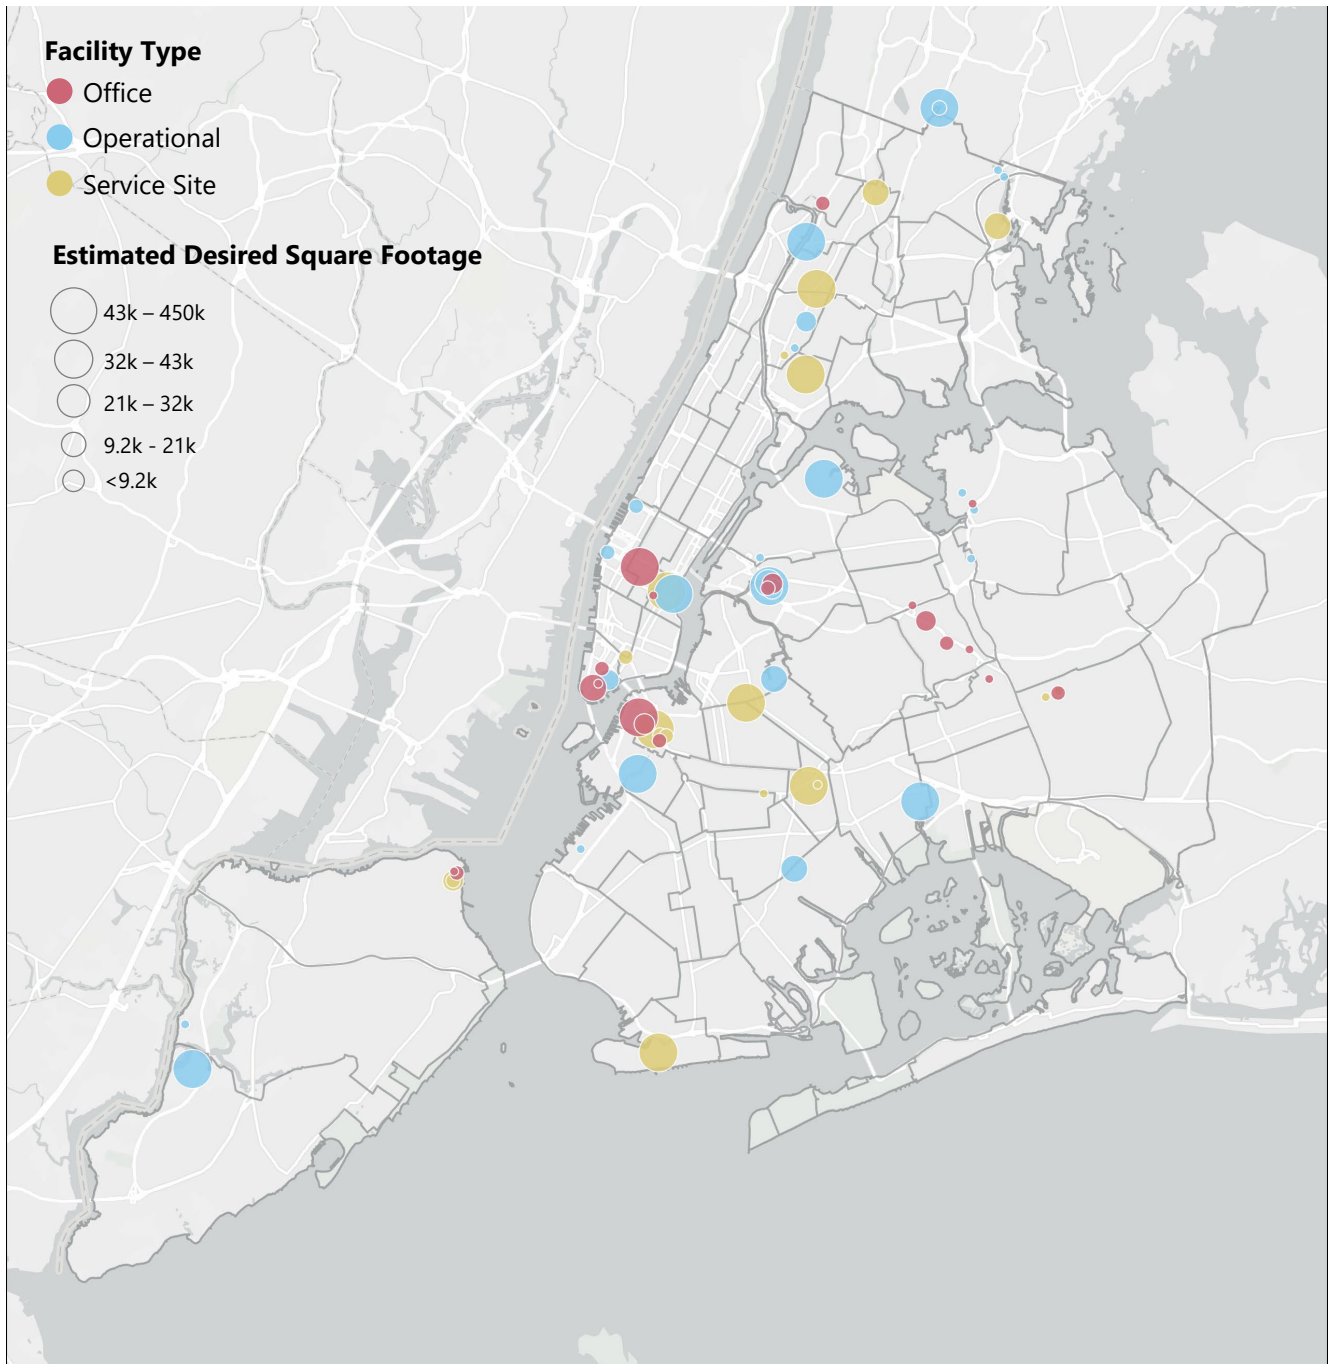 Facility Type
Office
Operational
Service Site
Estimated Desired Square Footage
43k – 450k
32k – 43k
21k – 32k
9.2k - 21k
<9.2k